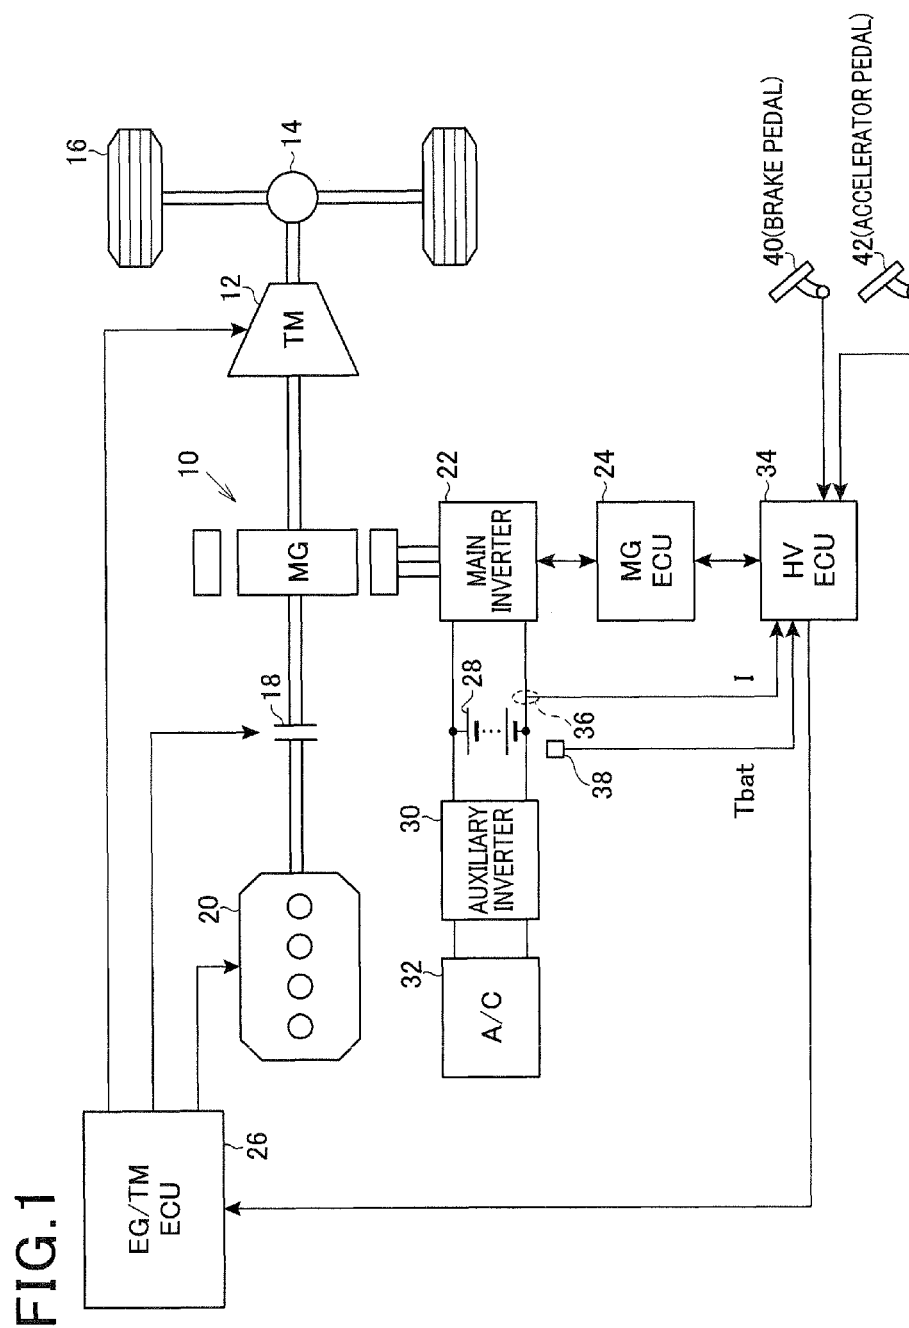 FIG.1
EG/TM
ECU
26
20
18
10
MG
12
TM
14
16
32
A/C
30
AUXILIARY
INVERTER
28
22
MAIN
INVERTER
24
MG
ECU
34
HV
ECU
36
38
I
Tbat
40(BRAKE PEDAL)
42(ACCELERATOR PEDAL)